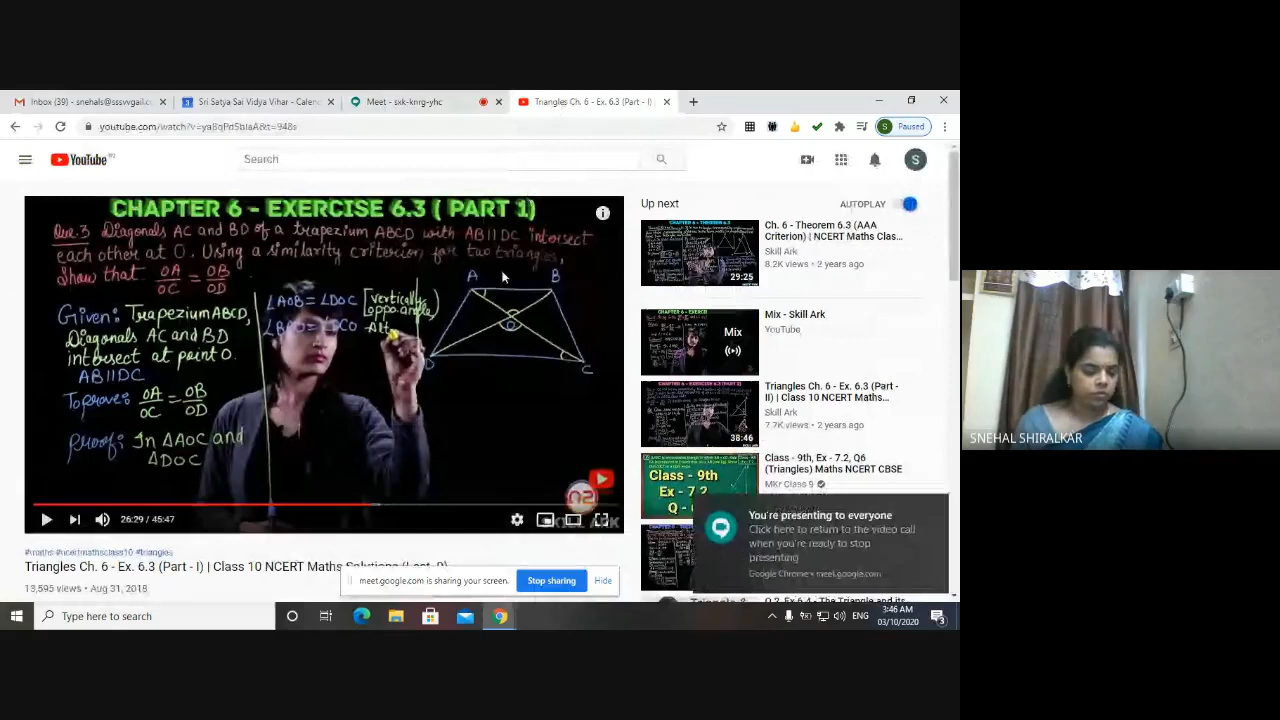 Inbox (39) - snehals@sssvvgail.c
Sri Satya Sai Vidya Vihar - Calen
Meet - sxk-knrg-yhc
Triangles Ch. 6 - Ex. 6.3 (Part - I)
Paused
YouTube
Search
Up next
AUTOPLAY
CHAPTER 6 - EXERCISE 6.3 ( PART 1)
Que.3 Diagonals AC and BD of a trapezium ABCD with AB||DC intersect
each other at O. Using a similarity criterion for two triangles,
Show that OA/OC = OB/OD
Given: Trapezium ABCD,
Diagonals AC and BD
intersect at point O.
AB||DC
To prove: OA/OC = OB/OD
Proof: In ΔAOC and
ΔDOC
∠AOB = ∠DOC [vertically
oppo angle]
Alt
A B
O
D C
26:29 / 45:47
SKILL ARK
Ch. 6 - Theorem 6.3 (AAA
Criterion) | NCERT Maths Clas...
Skill Ark
8.2K views • 2 years ago
29:25
Mix
Mix - Skill Ark
YouTube
Triangles Ch. 6 - Ex. 6.3 (Part -
II) | Class 10 NCERT Maths...
Skill Ark
7.7K views • 2 years ago
38:46
Class - 9th, Ex - 7.2, Q6
(Triangles) Maths NCERT CBSE
MKr Class 9
Class - 9th
Ex - 7.2
You're presenting to everyone
Click here to return to the video call
when you're ready to stop
presenting
Google Chrome • meet.google.com
#maths #ncertmathsclass10 #triangles
Triangles Ch. 6 - Ex. 6.3 (Part - I) | Class 10 NCERT Maths Solutions
13,595 views • Aug 31, 2018
meet.google.com is sharing your screen.
Stop sharing
Hide
Type here to search
ENG
3:46 AM
03/10/2020
SNEHAL SHIRALKAR